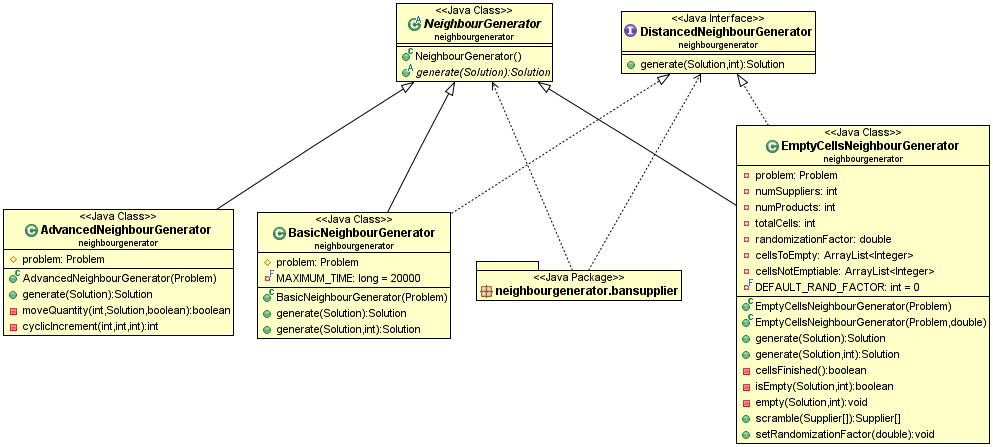 <<Java Class>>
NeighbourGenerator
neighbourgenerator
NeighbourGenerator()
generate(Solution):Solution
<<Java Interface>>
DistancedNeighbourGenerator
neighbourgenerator
generate(Solution,int):Solution
<<Java Class>>
AdvancedNeighbourGenerator
neighbourgenerator
problem: Problem
AdvancedNeighbourGenerator(Problem)
generate(Solution):Solution
moveQuantity(int,Solution,boolean):boolean
cyclicIncrement(int,int,int):int
<<Java Class>>
BasicNeighbourGenerator
neighbourgenerator
problem: Problem
MAXIMUM_TIME: long = 20000
BasicNeighbourGenerator(Problem)
generate(Solution):Solution
generate(Solution,int):Solution
<<Java Package>>
neighbourgenerator.bansupplier
<<Java Class>>
EmptyCellsNeighbourGenerator
neighbourgenerator
problem: Problem
numSuppliers: int
numProducts: int
totalCells: int
randomizationFactor: double
cellsToEmpty: ArrayList<Integer>
cellsNotEmptiable: ArrayList<Integer>
DEFAULT_RAND_FACTOR: int = 0
EmptyCellsNeighbourGenerator(Problem)
EmptyCellsNeighbourGenerator(Problem,double)
generate(Solution):Solution
generate(Solution,int):Solution
cellsFinished():boolean
isEmpty(Solution,int):boolean
empty(Solution,int):void
scramble(Supplier[]):Supplier[]
setRandomizationFactor(double):void